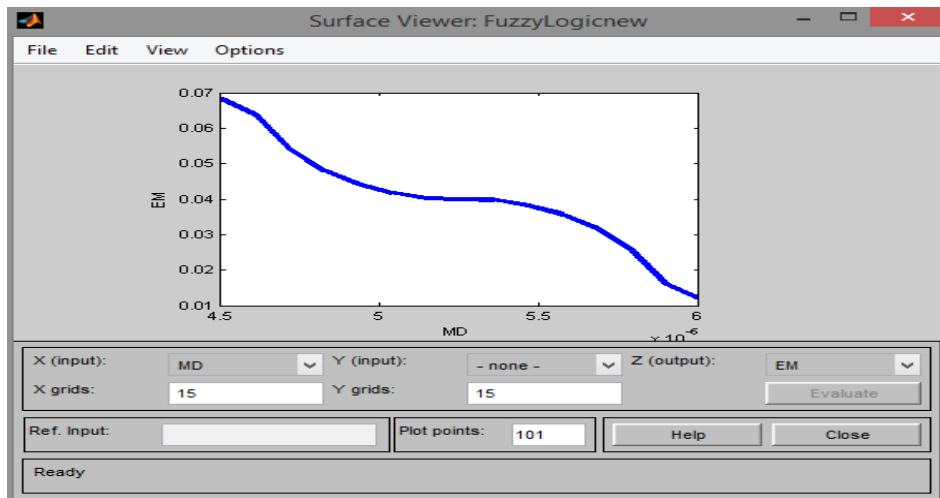 Surface Viewer: FuzzyLogicnew
File Edit View Options
0.07
0.06
0.05
0.04
0.03
0.02
0.01
EM
4.5 5 5.5 6
MD
× 10-6
X (input): MD Y (input): - none - Z (output): EM
X grids: 15 Y grids: 15 Evaluate
Ref. Input: Plot points: 101 Help Close
Ready